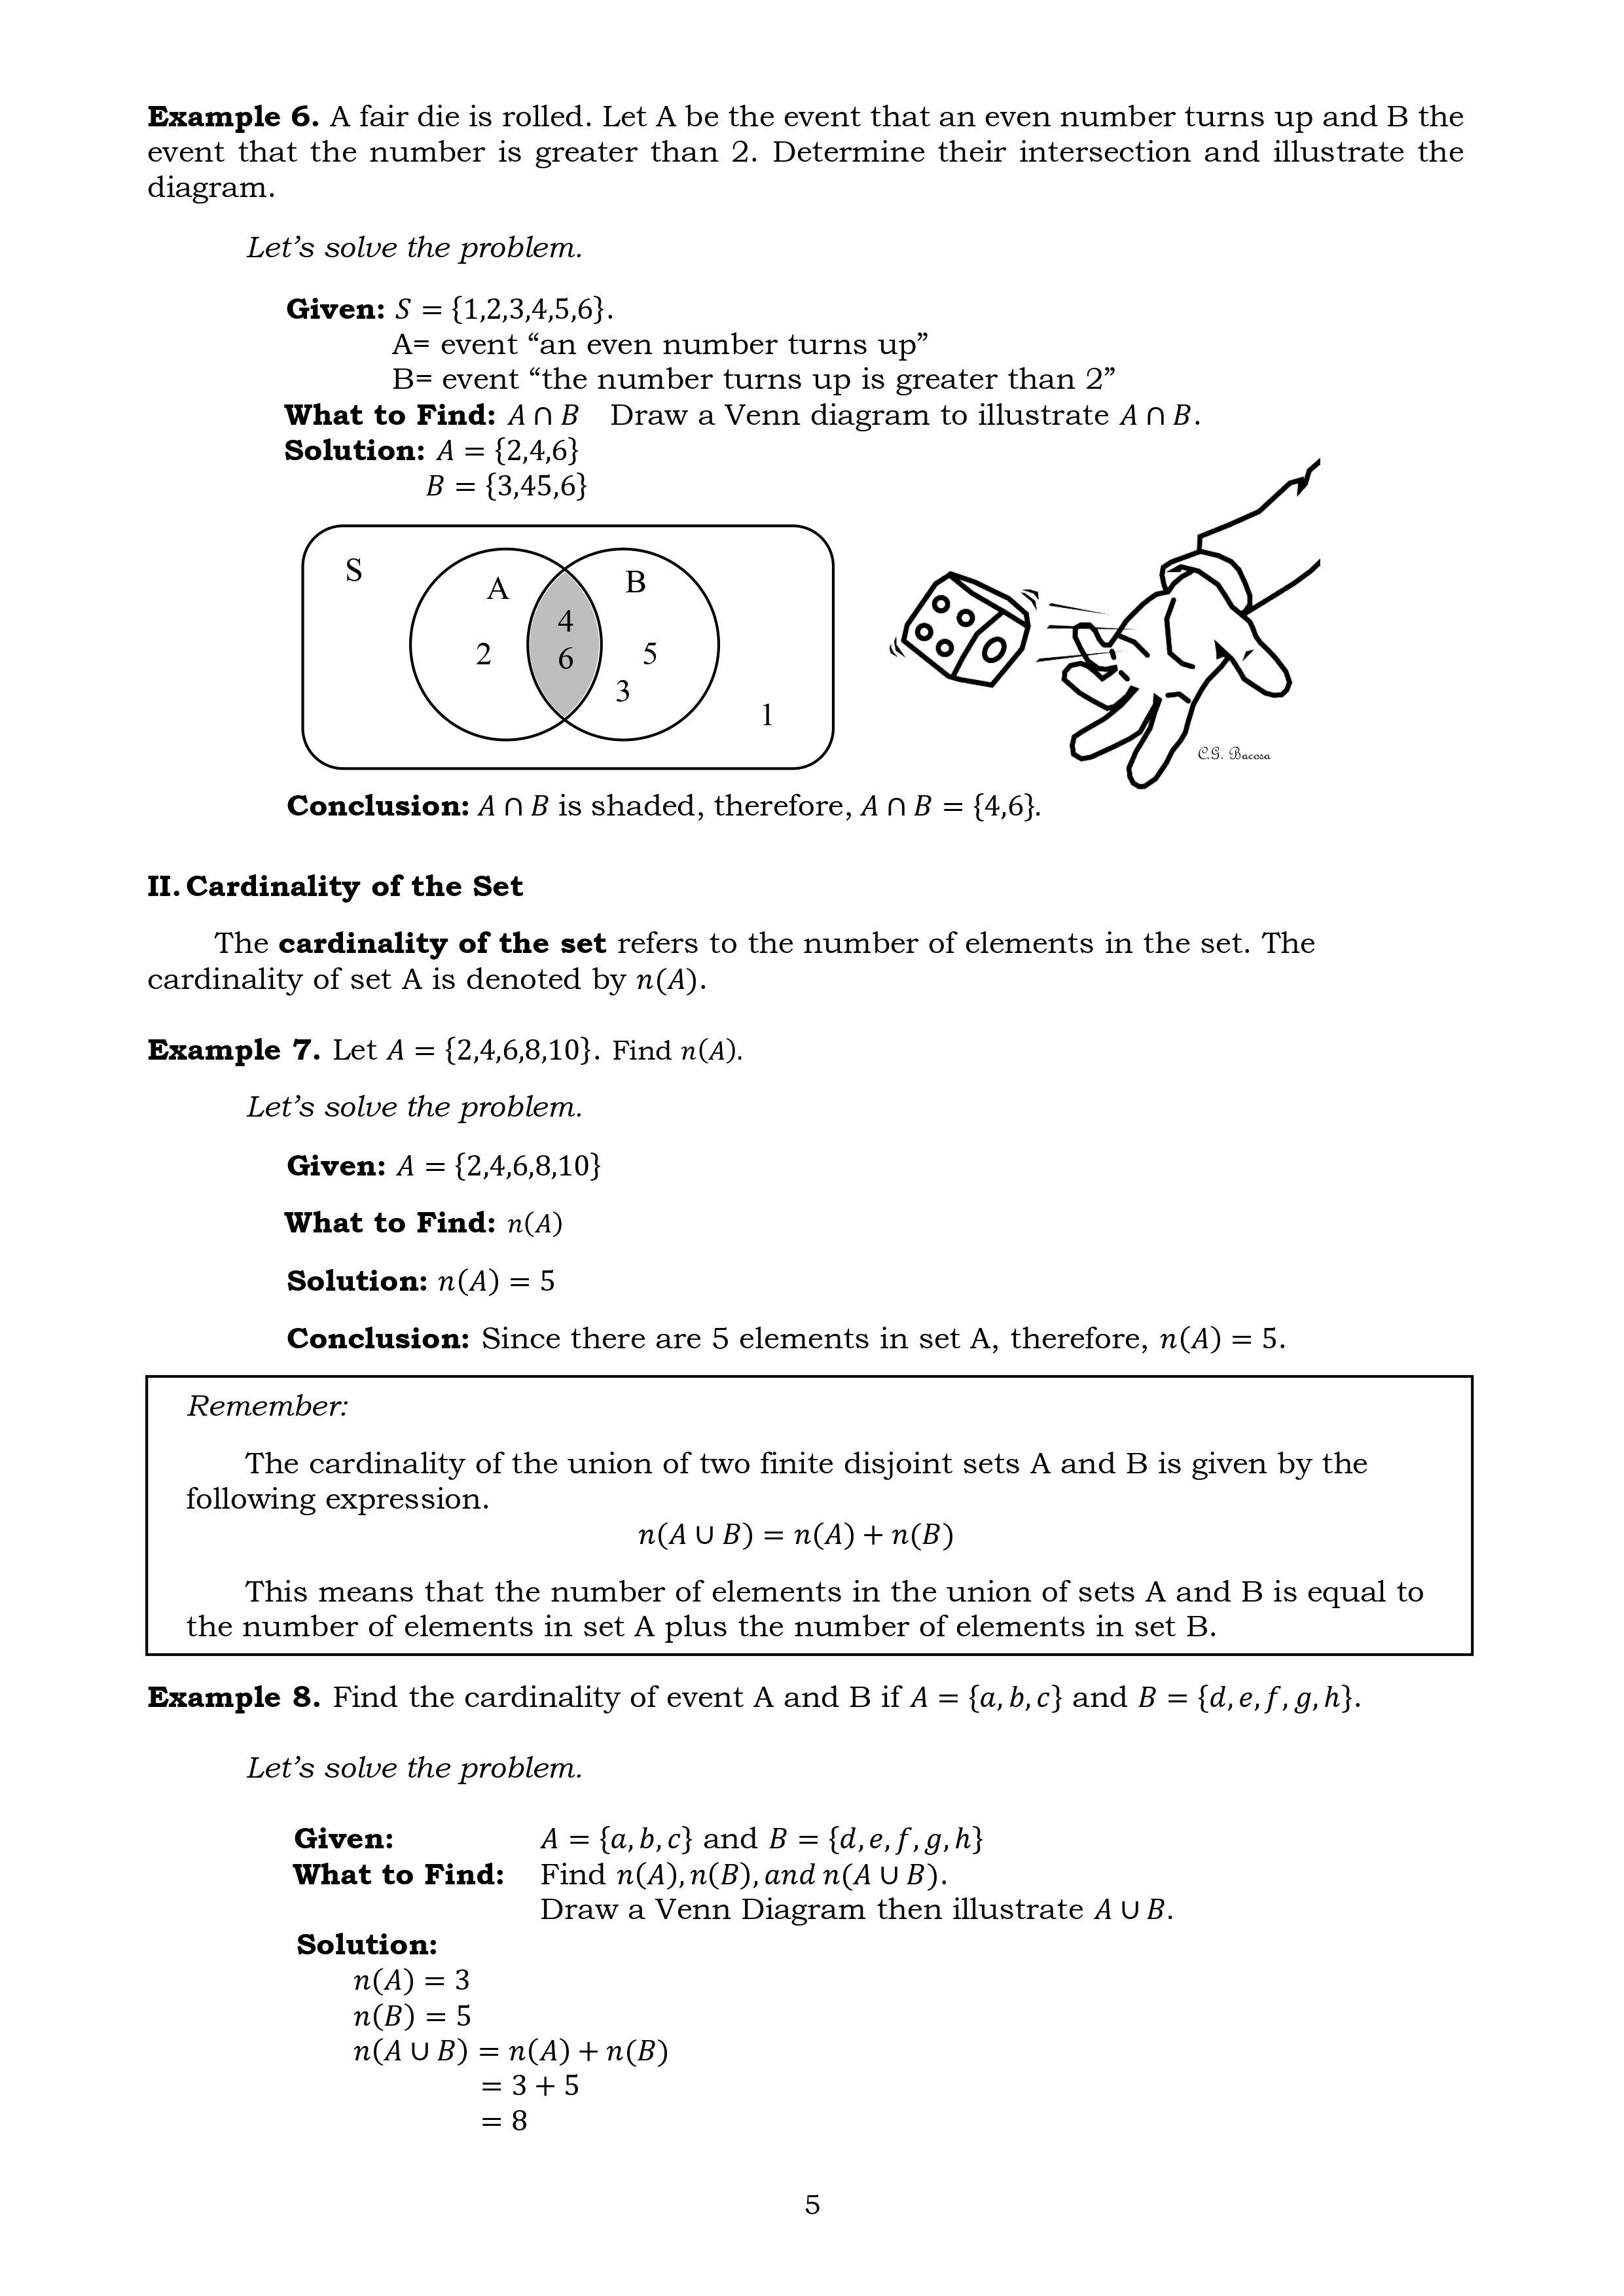 Example 6. A fair die is rolled. Let A be the event that an even number turns up and B the
event that the number is greater than 2. Determine their intersection and illustrate the
diagram.
Let’s solve the problem.
Given: S = {1,2,3,4,5,6}.
A= event “an even number turns up”
B= event “the number turns up is greater than 2”
What to Find: A ∩ B Draw a Venn diagram to illustrate A ∩ B.
Solution: A = {2,4,6}
B = {3,45,6}
S
A
B
4
2
6
5
3
1
C.G. Bacosa
Conclusion: A ∩ B is shaded, therefore, A ∩ B = {4,6}.
II. Cardinality of the Set
The cardinality of the set refers to the number of elements in the set. The
cardinality of set A is denoted by n(A).
Example 7. Let A = {2,4,6,8,10}. Find n(A).
Let’s solve the problem.
Given: A = {2,4,6,8,10}
What to Find: n(A)
Solution: n(A) = 5
Conclusion: Since there are 5 elements in set A, therefore, n(A) = 5.
Remember:
The cardinality of the union of two finite disjoint sets A and B is given by the
following expression.
n(A ∪ B) = n(A) + n(B)
This means that the number of elements in the union of sets A and B is equal to
the number of elements in set A plus the number of elements in set B.
Example 8. Find the cardinality of event A and B if A = {a, b, c} and B = {d, e, f, g, h}.
Let’s solve the problem.
Given: A = {a, b, c} and B = {d, e, f, g, h}
What to Find: Find n(A), n(B), and n(A ∪ B).
Draw a Venn Diagram then illustrate A ∪ B.
Solution:
n(A) = 3
n(B) = 5
n(A ∪ B) = n(A) + n(B)
= 3 + 5
= 8
5